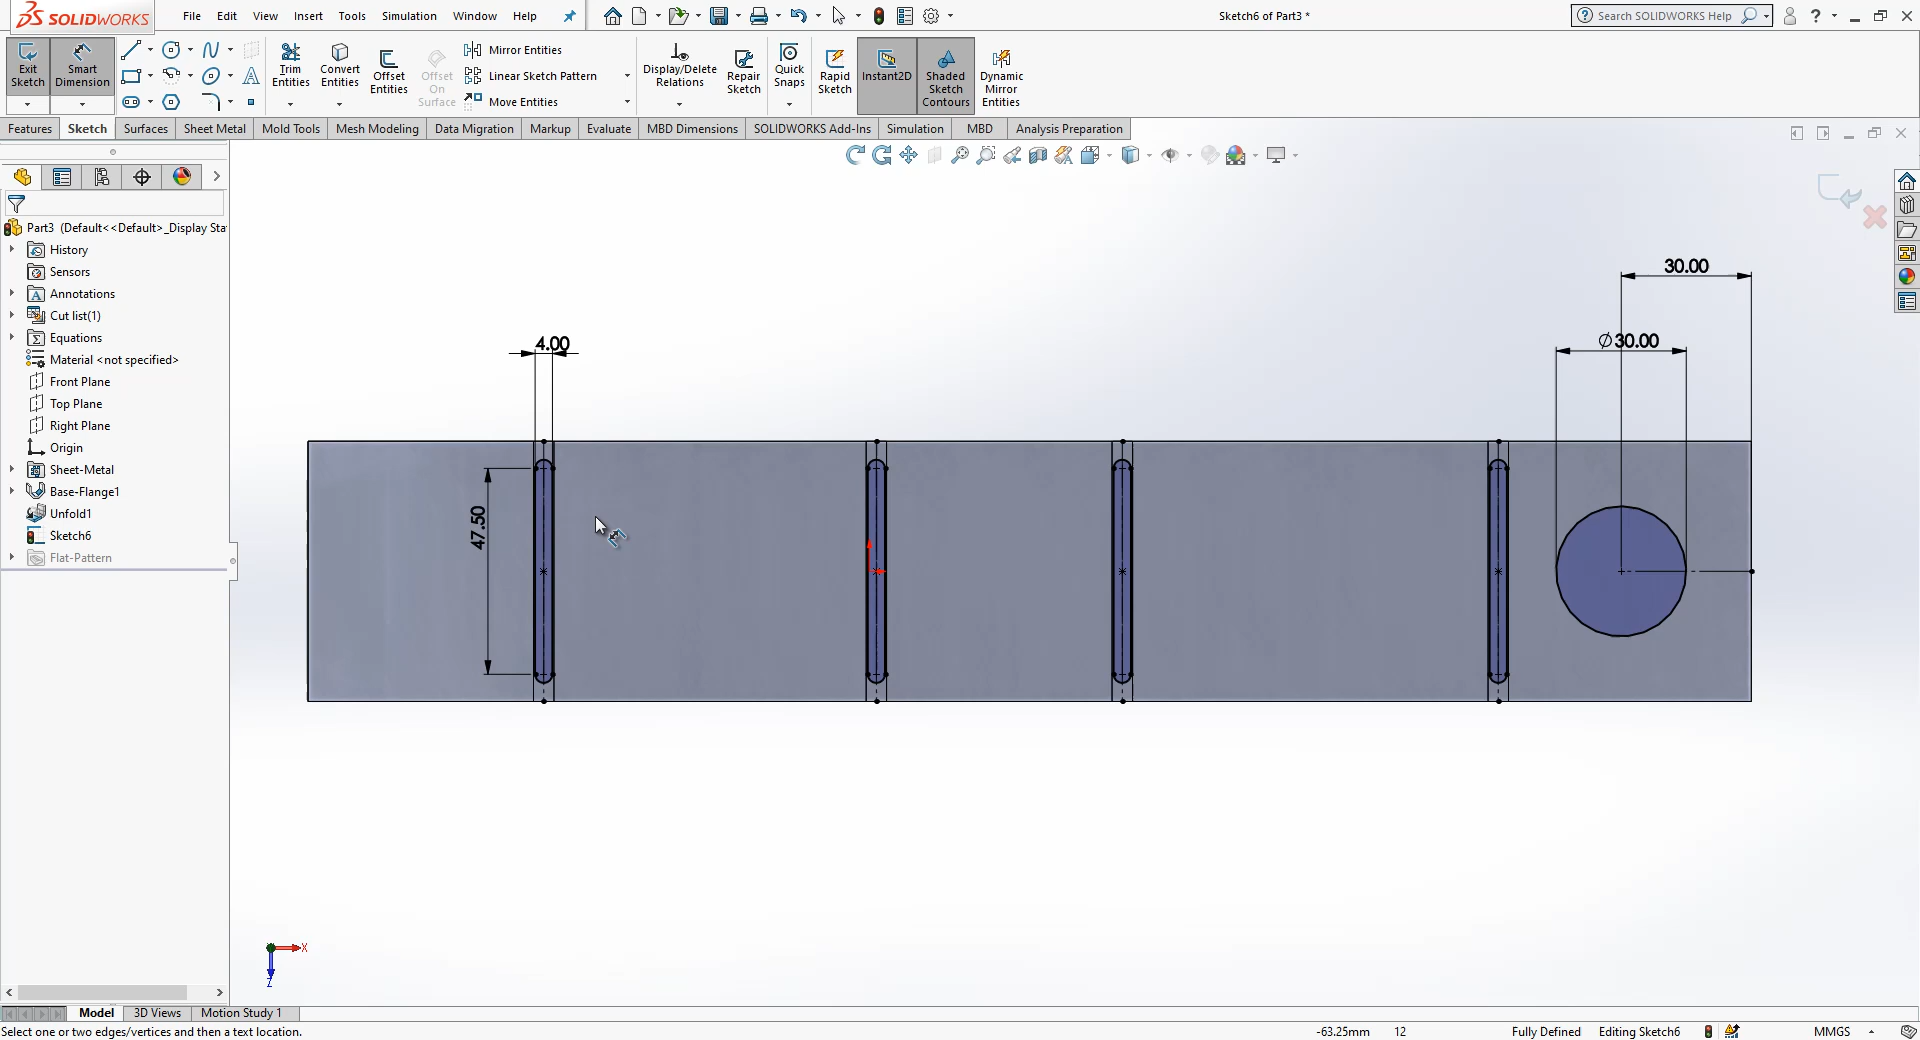 SOLIDWORKS File Edit View Insert Tools Simulation Window Help Sketch6 of Part3 * Search SOLIDWORKS Help
Exit Sketch
Smart Dimension
Trim Entities
Convert Entities
Offset Entities
Offset On Surface
Mirror Entities
Linear Sketch Pattern
Move Entities
Display/Delete Relations
Repair Sketch
Quick Snaps
Rapid Sketch
Instant2D
Shaded Sketch Contours
Dynamic Mirror Entities
Features Sketch Surfaces Sheet Metal Mold Tools Mesh Modeling Data Migration Markup Evaluate MBD Dimensions SOLIDWORKS Add-Ins Simulation MBD Analysis Preparation
Part3 (Default<<Default>_Display Sta
History
Sensors
Annotations
Cut list(1)
Equations
Material <not specified>
Front Plane
Top Plane
Right Plane
Origin
Sheet-Metal
Base-Flange1
Unfold1
Sketch6
Flat-Pattern
30.00
∅30.00
4.00
47.50
X
Z
Model 3D Views Motion Study 1
Select one or two edges/vertices and then a text location. -63.25mm 12 Fully Defined Editing Sketch6 MMGS